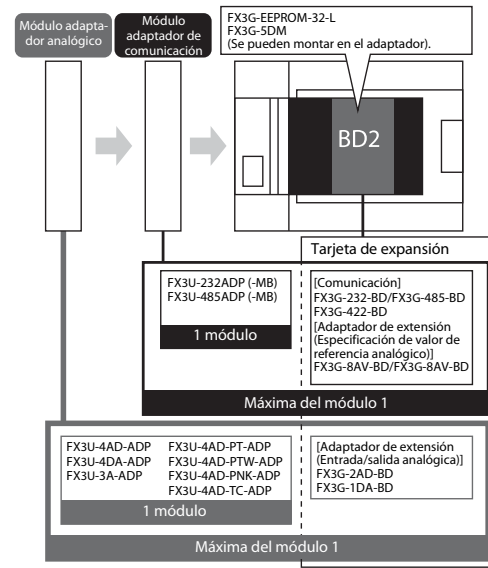 Módulo adapta-
dor analógico
Módulo
adaptador de
comunicación
FX3G-EEPROM-32-L
FX3G-5DM
(Se pueden montar en el adaptador).
BD2
Tarjeta de expansión
FX3U-232ADP (-MB)
FX3U-485ADP (-MB)
1 módulo
[Comunicación]
FX3G-232-BD/FX3G-485-BD
FX3G-422-BD
[Adaptador de extensión
(Especificación de valor de
referencia analógico)]
FX3G-8AV-BD/FX3G-8AV-BD
Máxima del módulo 1
FX3U-4AD-ADP
FX3U-4DA-ADP
FX3U-3A-ADP
FX3U-4AD-PT-ADP
FX3U-4AD-PTW-ADP
FX3U-4AD-PNK-ADP
FX3U-4AD-TC-ADP
1 módulo
[Adaptador de extensión
(Entrada/salida analógica)]
FX3G-2AD-BD
FX3G-1DA-BD
Máxima del módulo 1